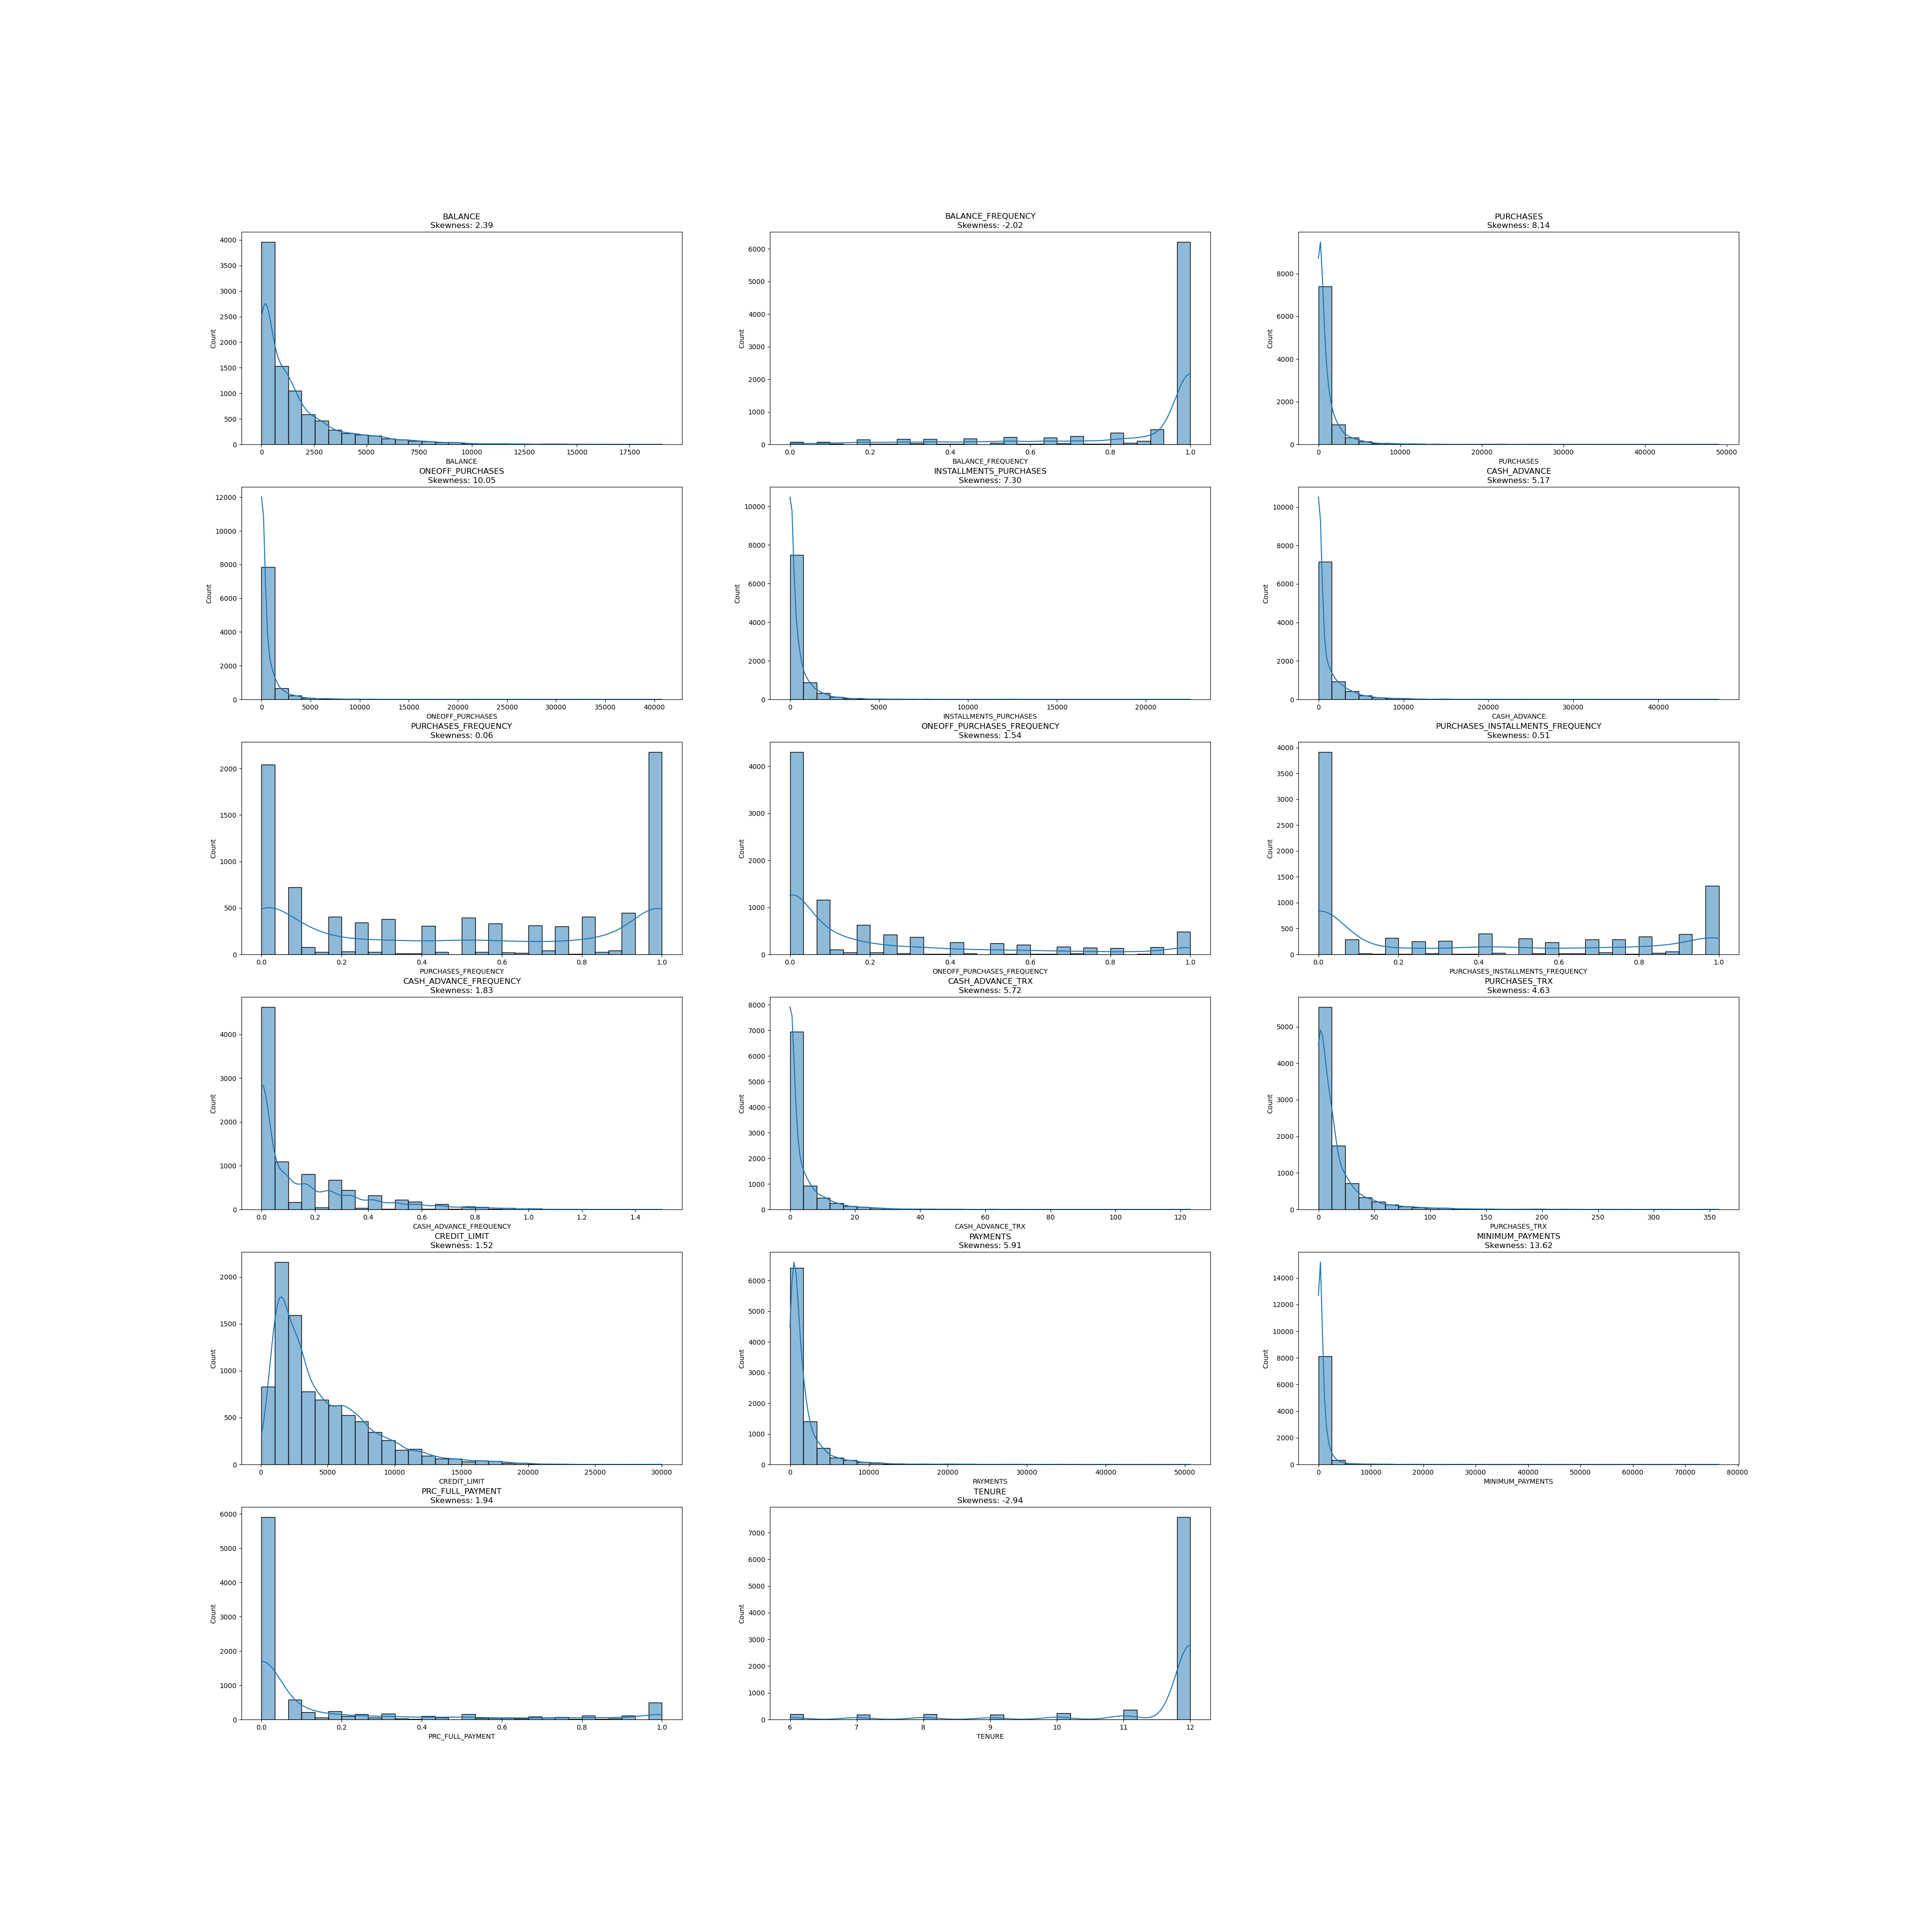 BALANCE
Skewness: 2.39
4000
3500
3000
2500
2000
1500
1000
500
0
Count
0 2500 5000 7500 10000 12500 15000 17500
BALANCE
BALANCE_FREQUENCY
Skewness: -2.02
6000
5000
4000
3000
2000
1000
0
Count
0.0 0.2 0.4 0.6 0.8 1.0
BALANCE_FREQUENCY
PURCHASES
Skewness: 8.14
8000
6000
4000
2000
0
Count
0 10000 20000 30000 40000 50000
PURCHASES
ONEOFF_PURCHASES
Skewness: 10.05
12000
10000
8000
6000
4000
2000
0
Count
0 5000 10000 15000 20000 25000 30000 35000 40000
ONEOFF_PURCHASES
INSTALLMENTS_PURCHASES
Skewness: 7.30
10000
8000
6000
4000
2000
0
Count
0 5000 10000 15000 20000
INSTALLMENTS_PURCHASES
CASH_ADVANCE
Skewness: 5.17
10000
8000
6000
4000
2000
0
Count
0 10000 20000 30000 40000
CASH_ADVANCE
PURCHASES_FREQUENCY
Skewness: 0.06
2000
1500
1000
500
0
Count
0.0 0.2 0.4 0.6 0.8 1.0
PURCHASES_FREQUENCY
ONEOFF_PURCHASES_FREQUENCY
Skewness: 1.54
4000
3000
2000
1000
0
Count
0.0 0.2 0.4 0.6 0.8 1.0
ONEOFF_PURCHASES_FREQUENCY
PURCHASES_INSTALLMENTS_FREQUENCY
Skewness: 0.51
4000
3500
3000
2500
2000
1500
1000
500
0
Count
0.0 0.2 0.4 0.6 0.8 1.0
PURCHASES_INSTALLMENTS_FREQUENCY
CASH_ADVANCE_FREQUENCY
Skewness: 1.83
4000
3000
2000
1000
0
Count
0.0 0.2 0.4 0.6 0.8 1.0 1.2 1.4
CASH_ADVANCE_FREQUENCY
CASH_ADVANCE_TRX
Skewness: 5.72
8000
7000
6000
5000
4000
3000
2000
1000
0
Count
0 20 40 60 80 100 120
CASH_ADVANCE_TRX
PURCHASES_TRX
Skewness: 4.63
5000
4000
3000
2000
1000
0
Count
0 50 100 150 200 250 300 350
PURCHASES_TRX
CREDIT_LIMIT
Skewness: 1.52
2000
1500
1000
500
0
Count
0 5000 10000 15000 20000 25000 30000
CREDIT_LIMIT
PAYMENTS
Skewness: 5.91
6000
5000
4000
3000
2000
1000
0
Count
0 10000 20000 30000 40000 50000
PAYMENTS
MINIMUM_PAYMENTS
Skewness: 13.62
14000
12000
10000
8000
6000
4000
2000
0
Count
0 10000 20000 30000 40000 50000 60000 70000 80000
MINIMUM_PAYMENTS
PRC_FULL_PAYMENT
Skewness: 1.94
6000
5000
4000
3000
2000
1000
0
Count
0.0 0.2 0.4 0.6 0.8 1.0
PRC_FULL_PAYMENT
TENURE
Skewness: -2.94
7000
6000
5000
4000
3000
2000
1000
0
Count
6 7 8 9 10 11 12
TENURE